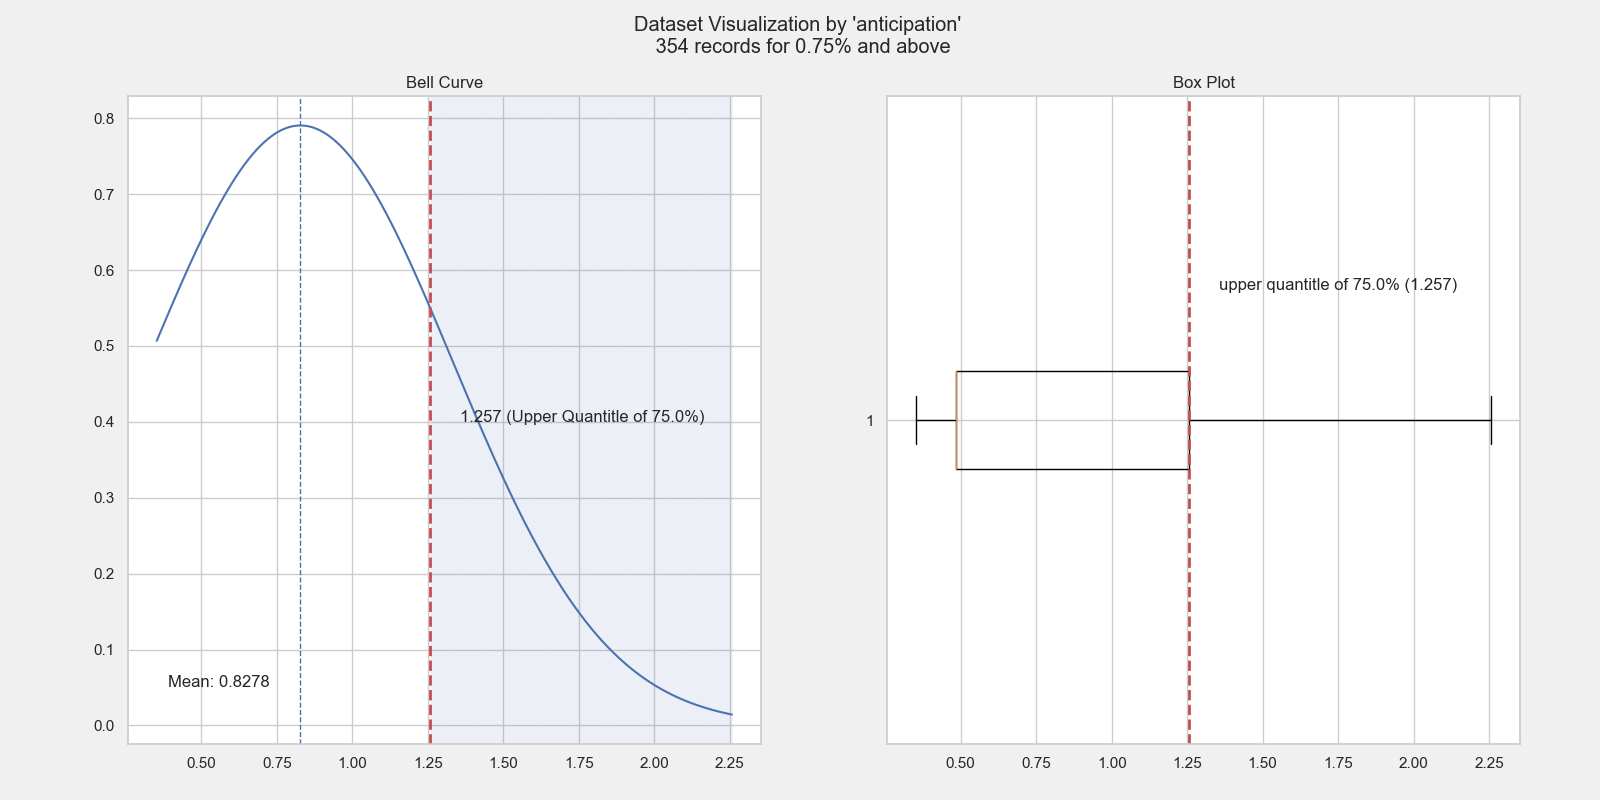 Dataset Visualization by 'anticipation'
354 records for 0.75% and above
Bell Curve
0.8
0.7
0.6
0.5
0.4
0.3
0.2
0.1
0.0
1.257 (Upper Quantitle of 75.0%)
Mean: 0.8278
0.50 0.75 1.00 1.25 1.50 1.75 2.00 2.25
Box Plot
upper quantitle of 75.0% (1.257)
1
0.50 0.75 1.00 1.25 1.50 1.75 2.00 2.25